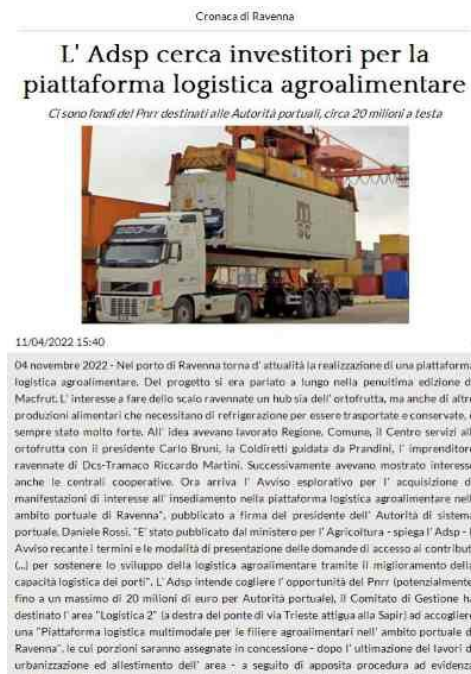 Cronaca di Ravenna
L' Adsp cerca investitori per la
piattaforma logistica agroalimentare
Ci sono fondi del Pnrr destinati alle Autorità portuali, circa 20 milioni a testa
m
sc
11/04/2022 15:40
04 novembre 2022 - Nel porto di Ravenna torna d' attualità la realizzazione di una piattaforma
logistica agroalimentare. Del progetto si era parlato a lungo nella penultima edizione d
Macfrut. L' interesse a fare dello scalo ravennate un hub sia dell' ortofrutta, ma anche di altre
produzioni alimentari che necessitano di refrigerazione per essere trasportate e conservate,
sempre stato molto forte. All' idea avevano lavorato Regione, Comune, il Centro servizi all
ortofrutta con il presidente Carlo Bruni, la Coldiretti guidata da Prandini, l' imprenditore
ravennate di Dcs-Tramaco Riccardo Martini. Successivamente avevano mostrato interesse
anche le centrali cooperative. Ora arriva l' Avviso esplorativo per l' acquisizione d
manifestazioni di interesse all' insediamento nella piattaforma logistica agroalimentare nell
ambito portuale di Ravenna", pubblicato a firma del presidente dell' Autorità di sistema
portuale, Daniele Rossi. "E' stato pubblicato dal ministero per l' Agricoltura - spiega l' Adsp - l
Avviso recante i termini e le modalità di presentazione delle domande di accesso ai contribut
(...) per sostenere lo sviluppo della logistica agroalimentare tramite il miglioramento della
capacità logistica dei porti". L' Adsp intende cogliere l' opportunità del Pnrr (potenzialmente
fino a un massimo di 20 milioni di euro per Autorità portuale), il Comitato di Gestione ha
destinato l' area "Logistica 2" (a destra del ponte di via Trieste attigua alla Sapir) ad accogliere
una "Piattaforma logistica multimodale per le filiere agroalimentari nell' ambito portuale di
Ravenna", le cui porzioni saranno assegnate in concessione - dopo l' ultimazione dei lavori d
urbanizzazione ed allestimento dell' area - a seguito di apposita procedura ad evidenza